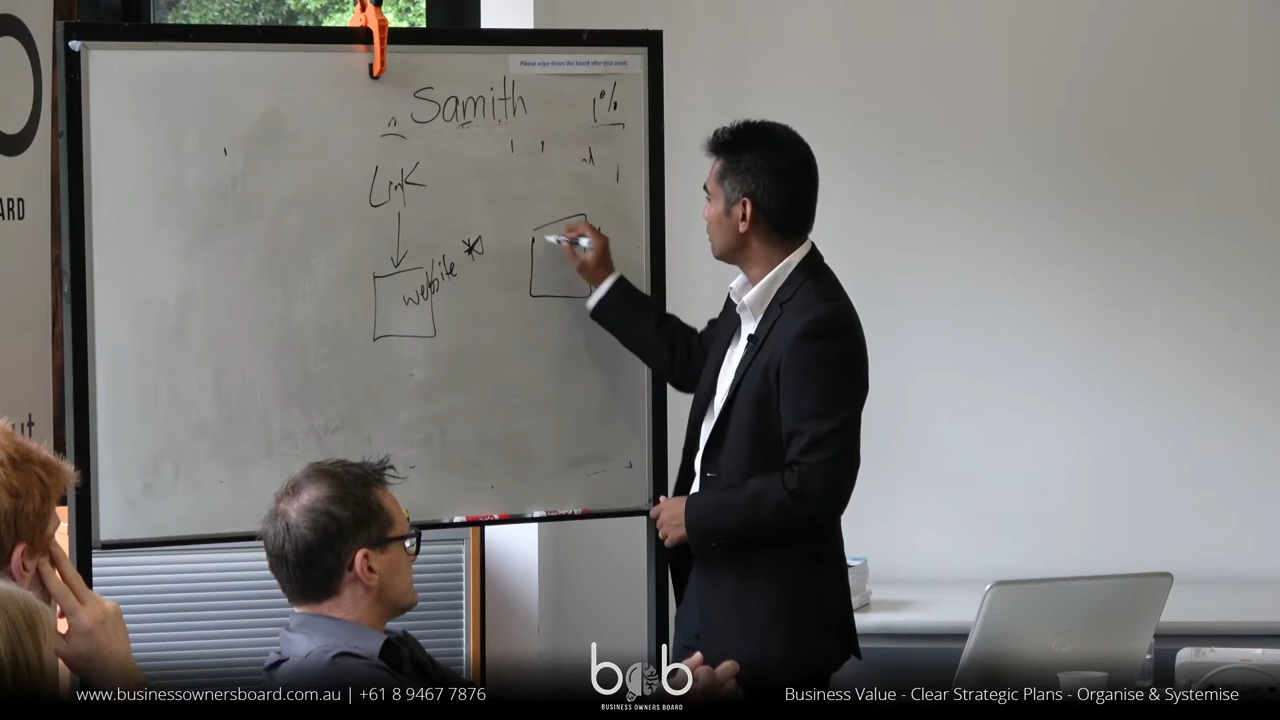 Please wipe down the board after your event.
Samith
1%
Link
website
ARD
bob
BUSINESS OWNERS BOARD
www.businessownersboard.com.au | +61 8 9467 7876
Business Value - Clear Strategic Plans - Organise & Systemise